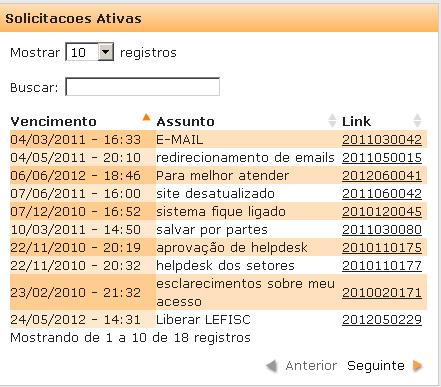 Solicitacoes Ativas
Mostrar 10 registros
Buscar:
Vencimento Assunto Link
04/03/2011 - 16:33 E-MAIL 2011030042
04/05/2011 - 20:10 redirecionamento de emails 2011050015
06/06/2012 - 18:46 Para melhor atender 2012060041
07/06/2011 - 16:00 site desatualizado 2011060042
07/12/2010 - 16:52 sistema fique ligado 2010120045
10/03/2011 - 14:50 salvar por partes 2011030080
22/11/2010 - 20:19 aprovação de helpdesk 2010110175
22/11/2010 - 20:32 helpdesk dos setores 2010110177
23/02/2010 - 21:32 esclarecimentos sobre meu
acesso 2010020171
24/05/2012 - 14:31 Liberar LEFISC 2012050229
Mostrando de 1 a 10 de 18 registros
Anterior Seguinte